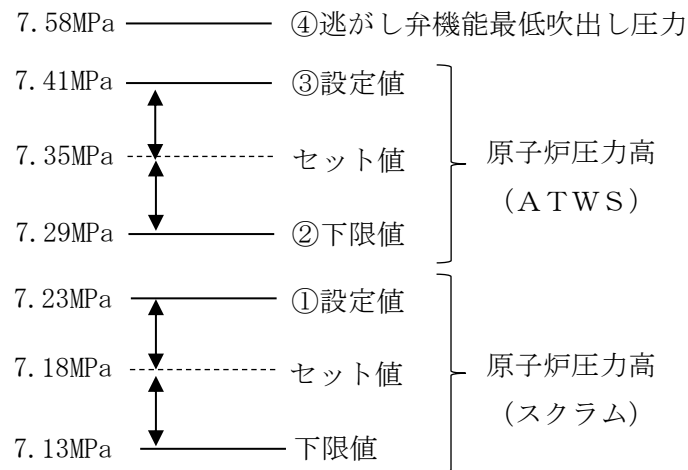 7.58MPa ④逃がし弁機能最低吹出し圧力
7.41MPa ③設定値
7.35MPa セット値 原子炉圧力高
（ＡＴＷＳ）
7.29MPa ②下限値
7.23MPa ①設定値
7.18MPa セット値 原子炉圧力高
（スクラム）
7.13MPa 下限値